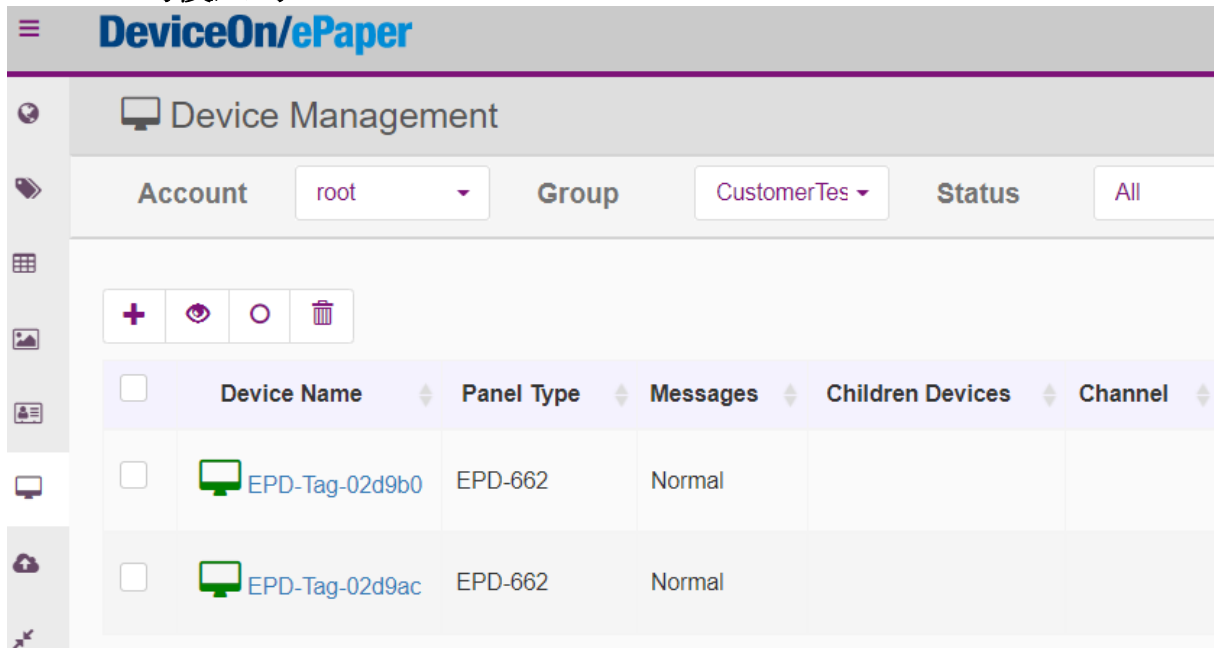 DeviceOn/ePaper
Device Management
Account root Group CustomerTes Status All
Device Name Panel Type Messages Children Devices Channel
EPD-Tag-02d9b0 EPD-662 Normal
EPD-Tag-02d9ac EPD-662 Normal